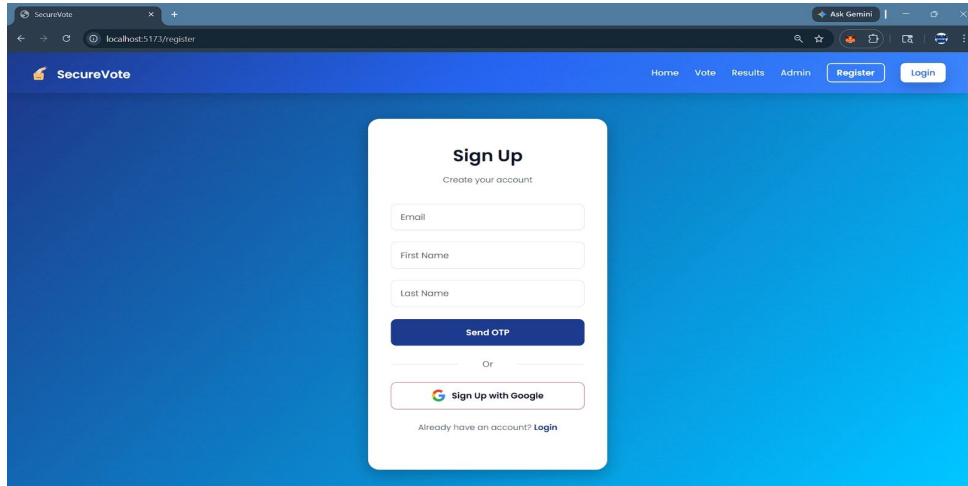 SecureVote
Ask Gemini
localhost:5173/register
SecureVote
Home Vote Results Admin Register Login
Sign Up
Create your account
Email
First Name
Last Name
Send OTP
Or
Sign Up with Google
Already have an account? Login